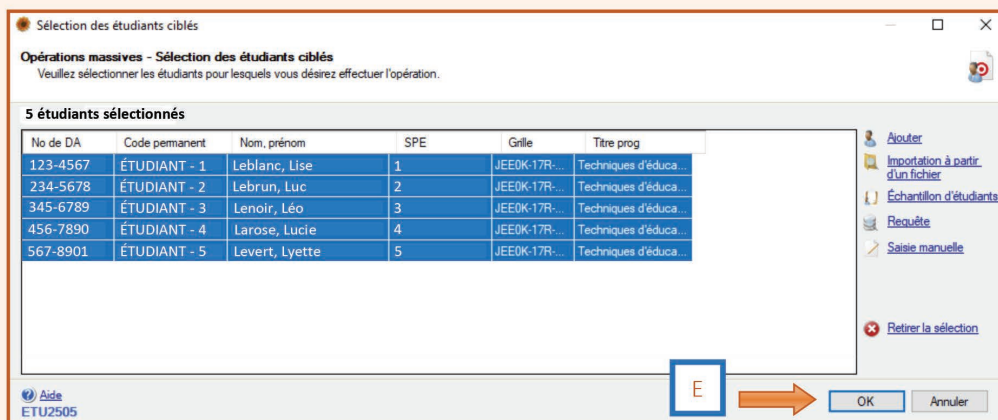 Sélection des étudiants ciblés
Opérations massives - Sélection des étudiants ciblés
Veuillez sélectionner les étudiants pour lesquels vous désirez effectuer l'opération.
5 étudiants sélectionnés
No de DA Code permanent Nom, prénom SPE Grille Titre prog
123-4567 ÉTUDIANT - 1 Leblanc, Lise 1 JEE0K-17R-... Techniques d'éduca...
234-5678 ÉTUDIANT - 2 Lebrun, Luc 2 JEE0K-17R-... Techniques d'éduca...
345-6789 ÉTUDIANT - 3 Lenoir, Léo 3 JEE0K-17R-... Techniques d'éduca...
456-7890 ÉTUDIANT - 4 Larose, Lucie 4 JEE0K-17R-... Techniques d'éduca...
567-8901 ÉTUDIANT - 5 Levert, Lyette 5 JEE0K-17R-... Techniques d'éduca...
Ajouter
Importation à partir
d'un fichier
Échantillon d'étudiants
Requête
Saisie manuelle
Retirer la sélection
Aide
ETU2505
E
OK Annuler